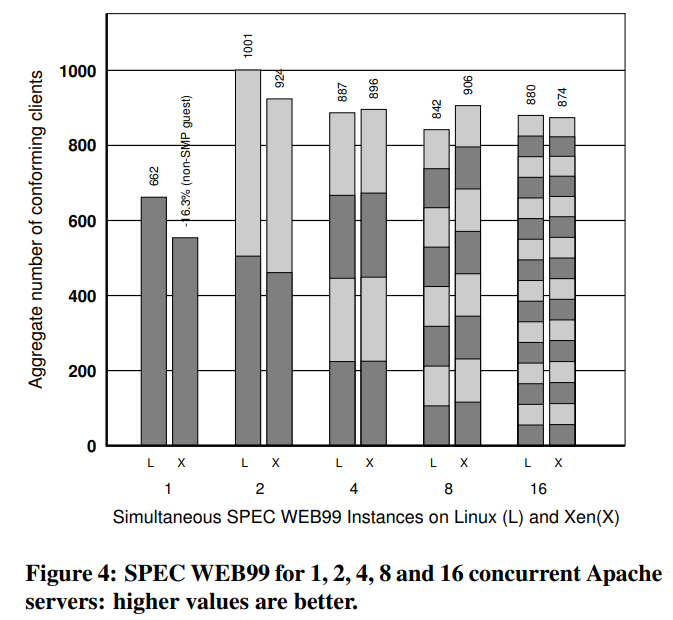 1001
924
906
887
896
842
880
874
662
-16.3% (non-SMP guest)
Aggregate number of conforming clients
1000
800
600
400
200
0
L X L X L X L X L X
1 2 4 8 16
Simultaneous SPEC WEB99 Instances on Linux (L) and Xen(X)
Figure 4: SPEC WEB99 for 1, 2, 4, 8 and 16 concurrent Apache
servers: higher values are better.